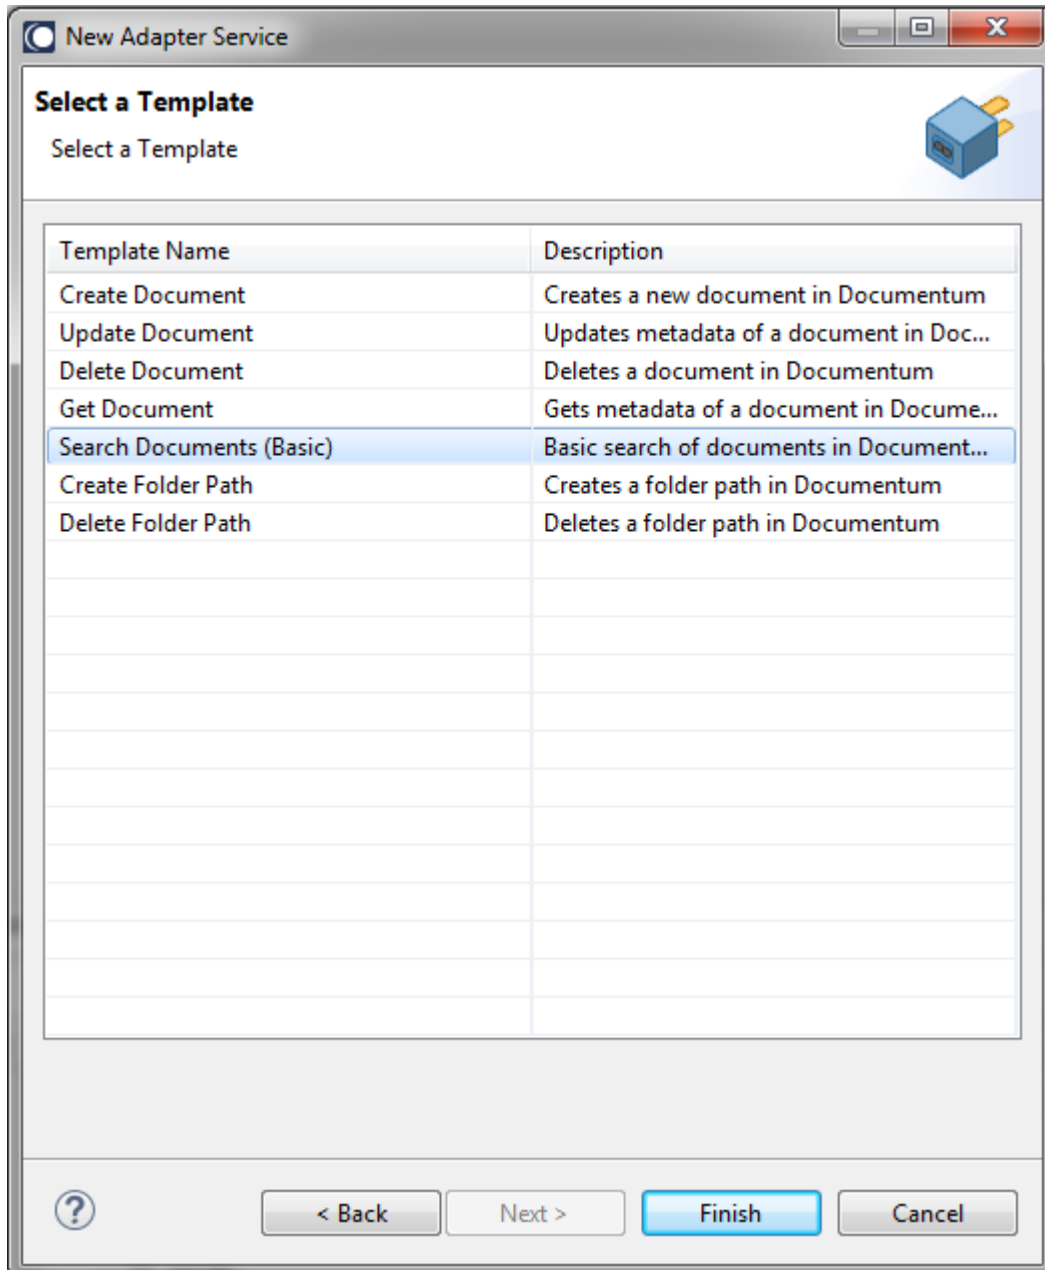 New Adapter Service
Select a Template
Select a Template
Template Name Description
Create Document Creates a new document in Documentum
Update Document Updates metadata of a document in Doc...
Delete Document Deletes a document in Documentum
Get Document Gets metadata of a document in Docume...
Search Documents (Basic) Basic search of documents in Document...
Create Folder Path Creates a folder path in Documentum
Delete Folder Path Deletes a folder path in Documentum
? < Back Next > Finish Cancel